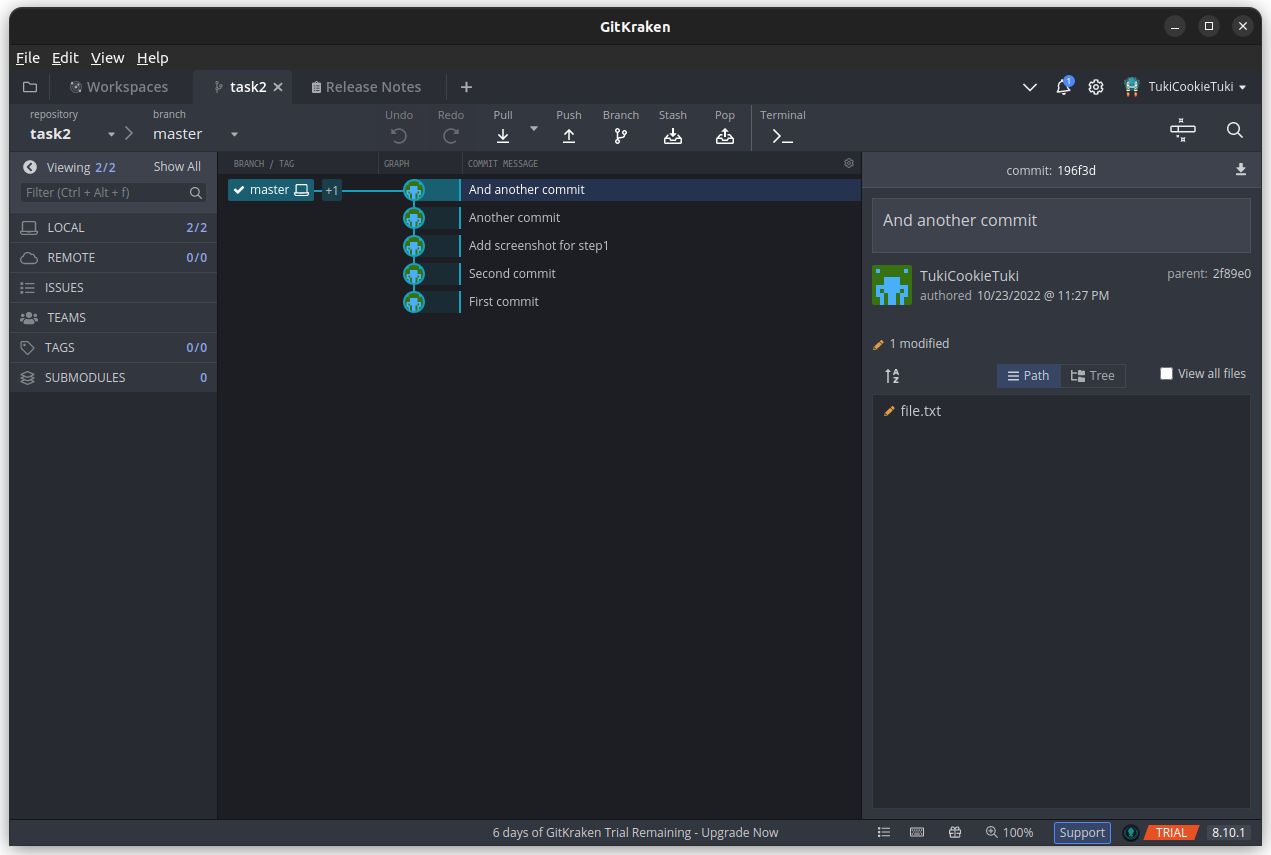 GitKraken
File Edit View Help
Workspaces task2 Release Notes 1 TukiCookieTuki
repository branch Undo Redo Pull Push Branch Stash Pop Terminal
task2 master
Viewing 2/2 Show All
Filter (Ctrl + Alt + f)
LOCAL 2/2
REMOTE 0/0
ISSUES
TEAMS
TAGS 0/0
SUBMODULES 0
BRANCH / TAG GRAPH COMMIT MESSAGE
master +1 And another commit
Another commit
Add screenshot for step1
Second commit
First commit
commit: 196f3d
And another commit
TukiCookieTuki parent: 2f89e0
authored 10/23/2022 @ 11:27 PM
1 modified
Path Tree View all files
file.txt
6 days of GitKraken Trial Remaining - Upgrade Now 100% Support TRIAL 8.10.1